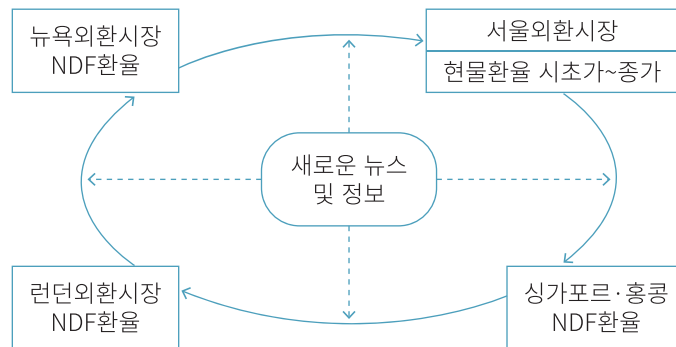 뉴욕외환시장
NDF환율
서울외환시장
현물환율 시초가~종가
새로운 뉴스
및 정보
런던외환시장
NDF환율
싱가포르·홍콩
NDF환율